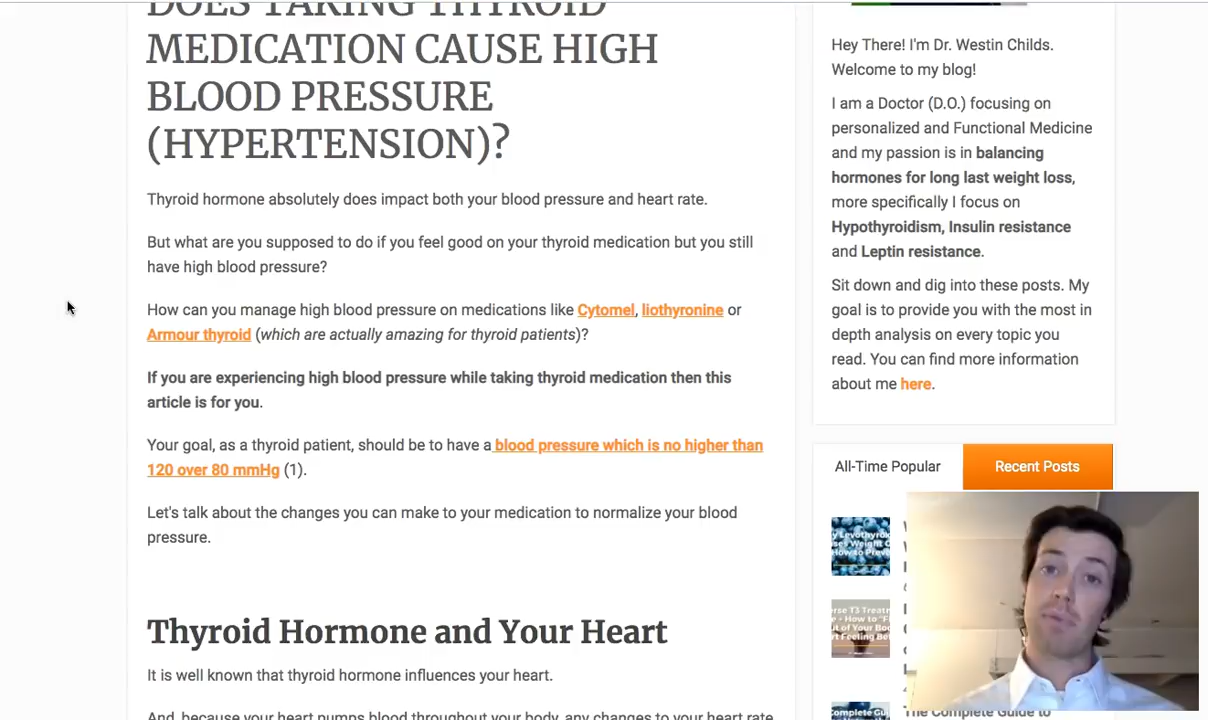 DOES TAKING THYROID
MEDICATION CAUSE HIGH
BLOOD PRESSURE
(HYPERTENSION)?
Thyroid hormone absolutely does impact both your blood pressure and heart rate.
But what are you supposed to do if you feel good on your thyroid medication but you still
have high blood pressure?
How can you manage high blood pressure on medications like Cytomel, liothyronine or
Armour thyroid (which are actually amazing for thyroid patients)?
If you are experiencing high blood pressure while taking thyroid medication then this
article is for you.
Your goal, as a thyroid patient, should be to have a blood pressure which is no higher than
120 over 80 mmHg (1).
Let's talk about the changes you can make to your medication to normalize your blood
pressure.
Thyroid Hormone and Your Heart
It is well known that thyroid hormone influences your heart.
And, because your heart pumps blood throughout your body, any changes to your heart rate
Hey There! I'm Dr. Westin Childs.
Welcome to my blog!
I am a Doctor (D.O.) focusing on
personalized and Functional Medicine
and my passion is in balancing
hormones for long last weight loss,
more specifically I focus on
Hypothyroidism, Insulin resistance
and Leptin resistance.
Sit down and dig into these posts. My
goal is to provide you with the most in
depth analysis on every topic you
read. You can find more information
about me here.
All-Time Popular
Recent Posts
The Complete Guide to